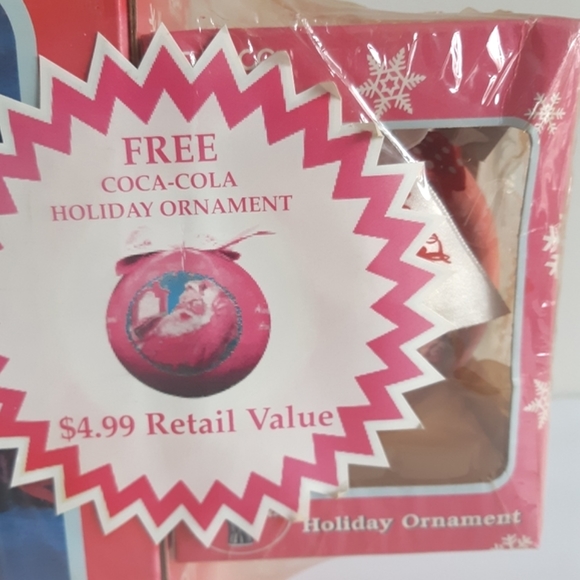 FREE
COCA-COLA
HOLIDAY ORNAMENT
$4.99 Retail Value
Holiday Ornament